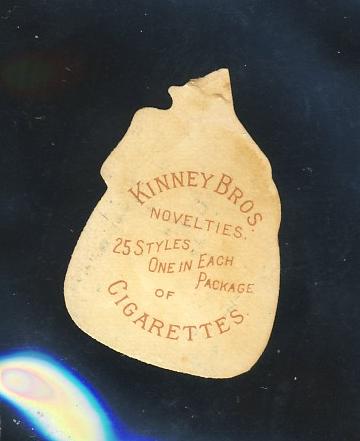 KINNEY BROS.
NOVELTIES.
25 STYLES,
ONE IN EACH
PACKAGE
OF
CIGARETTES.